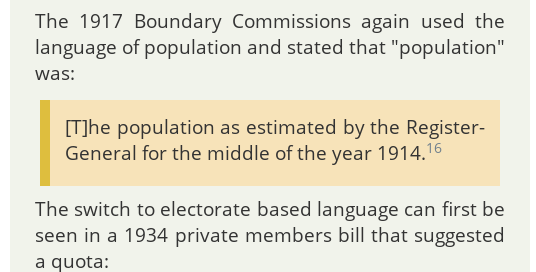 The 1917 Boundary Commissions again used the
language of population and stated that "population"
was:
[T]he population as estimated by the Register-
General for the middle of the year 1914.16
The switch to electorate based language can first be
seen in a 1934 private members bill that suggested
a quota: